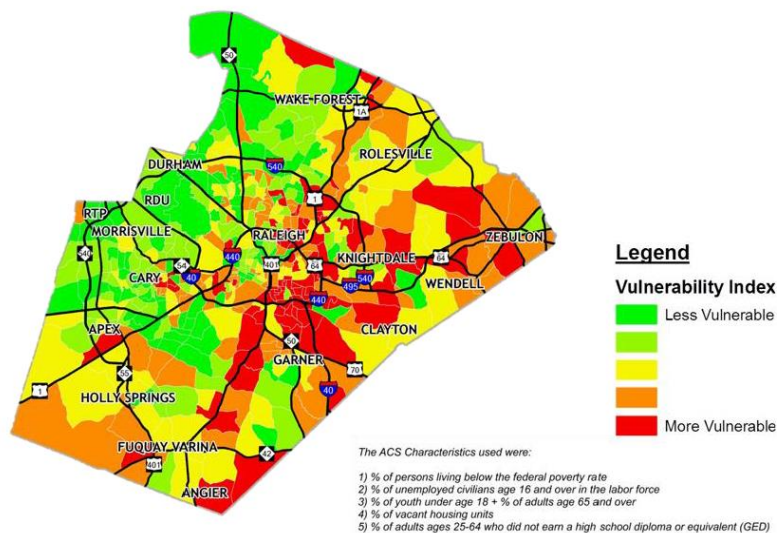 50
WAKE FOREST
1A
ROLESVILLE
DURHAM
540
RDU
1
RTP
MORRISVILLE
RALEIGH
ZEBULON
540
54
440
401
64
KNIGHTDALE
64
CARY
40
540
495
WENDELL
440
APEX
CLAYTON
50
GARNER
55
70
1
40
HOLLY SPRINGS
FUQUAY VARINA
401
42
ANGIER
Legend
Vulnerability Index
Less Vulnerable
More Vulnerable
The ACS Characteristics used were:
1) % of persons living below the federal poverty rate
2) % of unemployed civilians age 16 and over in the labor force
3) % of youth under age 18 + % of adults age 65 and over
4) % of vacant housing units
5) % of adults ages 25-64 who did not earn a high school diploma or equivalent (GED)